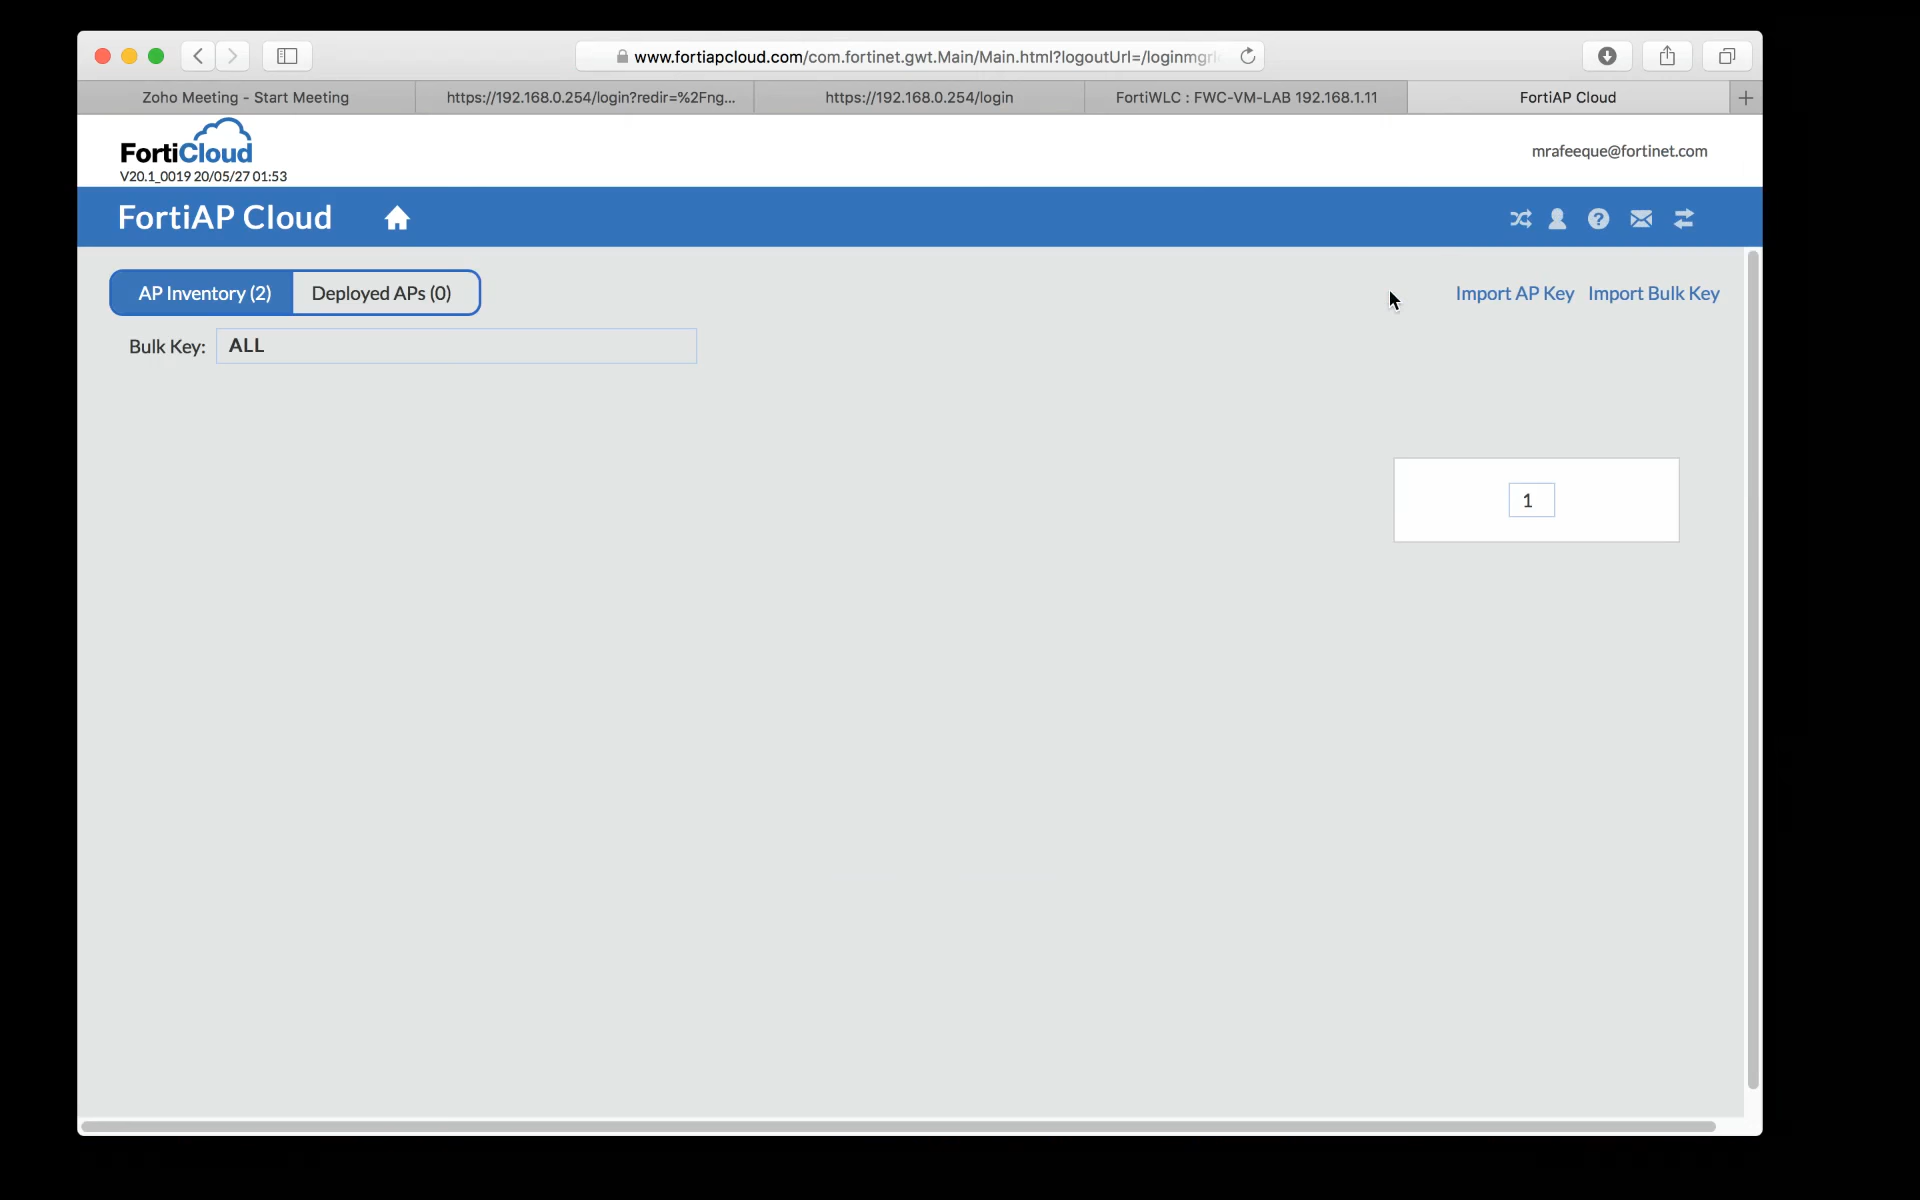 www.fortiapcloud.com/com.fortinet.gwt.Main/Main.html?logoutUrl=/loginmgr
Zoho Meeting - Start Meeting
https://192.168.0.254/login?redir=%2Fng...
https://192.168.0.254/login
FortiWLC : FWC-VM-LAB 192.168.1.11
FortiAP Cloud
FortiCloud
V20.1_0019 20/05/27 01:53
mrafeeque@fortinet.com
FortiAP Cloud
AP Inventory (2)
Deployed APs (0)
Import AP Key
Import Bulk Key
Bulk Key:
ALL
1